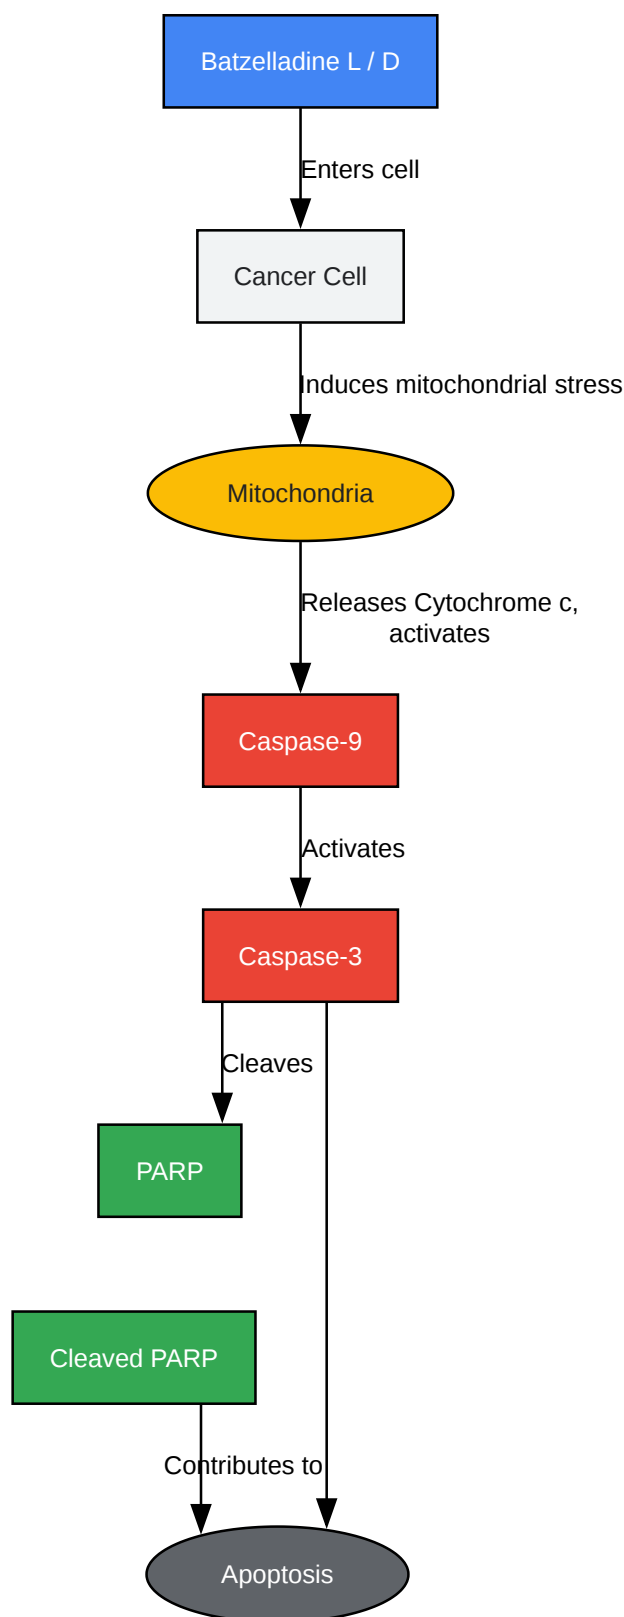 Batzelladine L / D
Enters cell
Cancer Cell
Induces mitochondrial stress
Mitochondria
Releases Cytochrome c,
activates
Caspase-9
Activates
Caspase-3
Cleaves
PARP
Cleaved PARP
Contributes to
Apoptosis